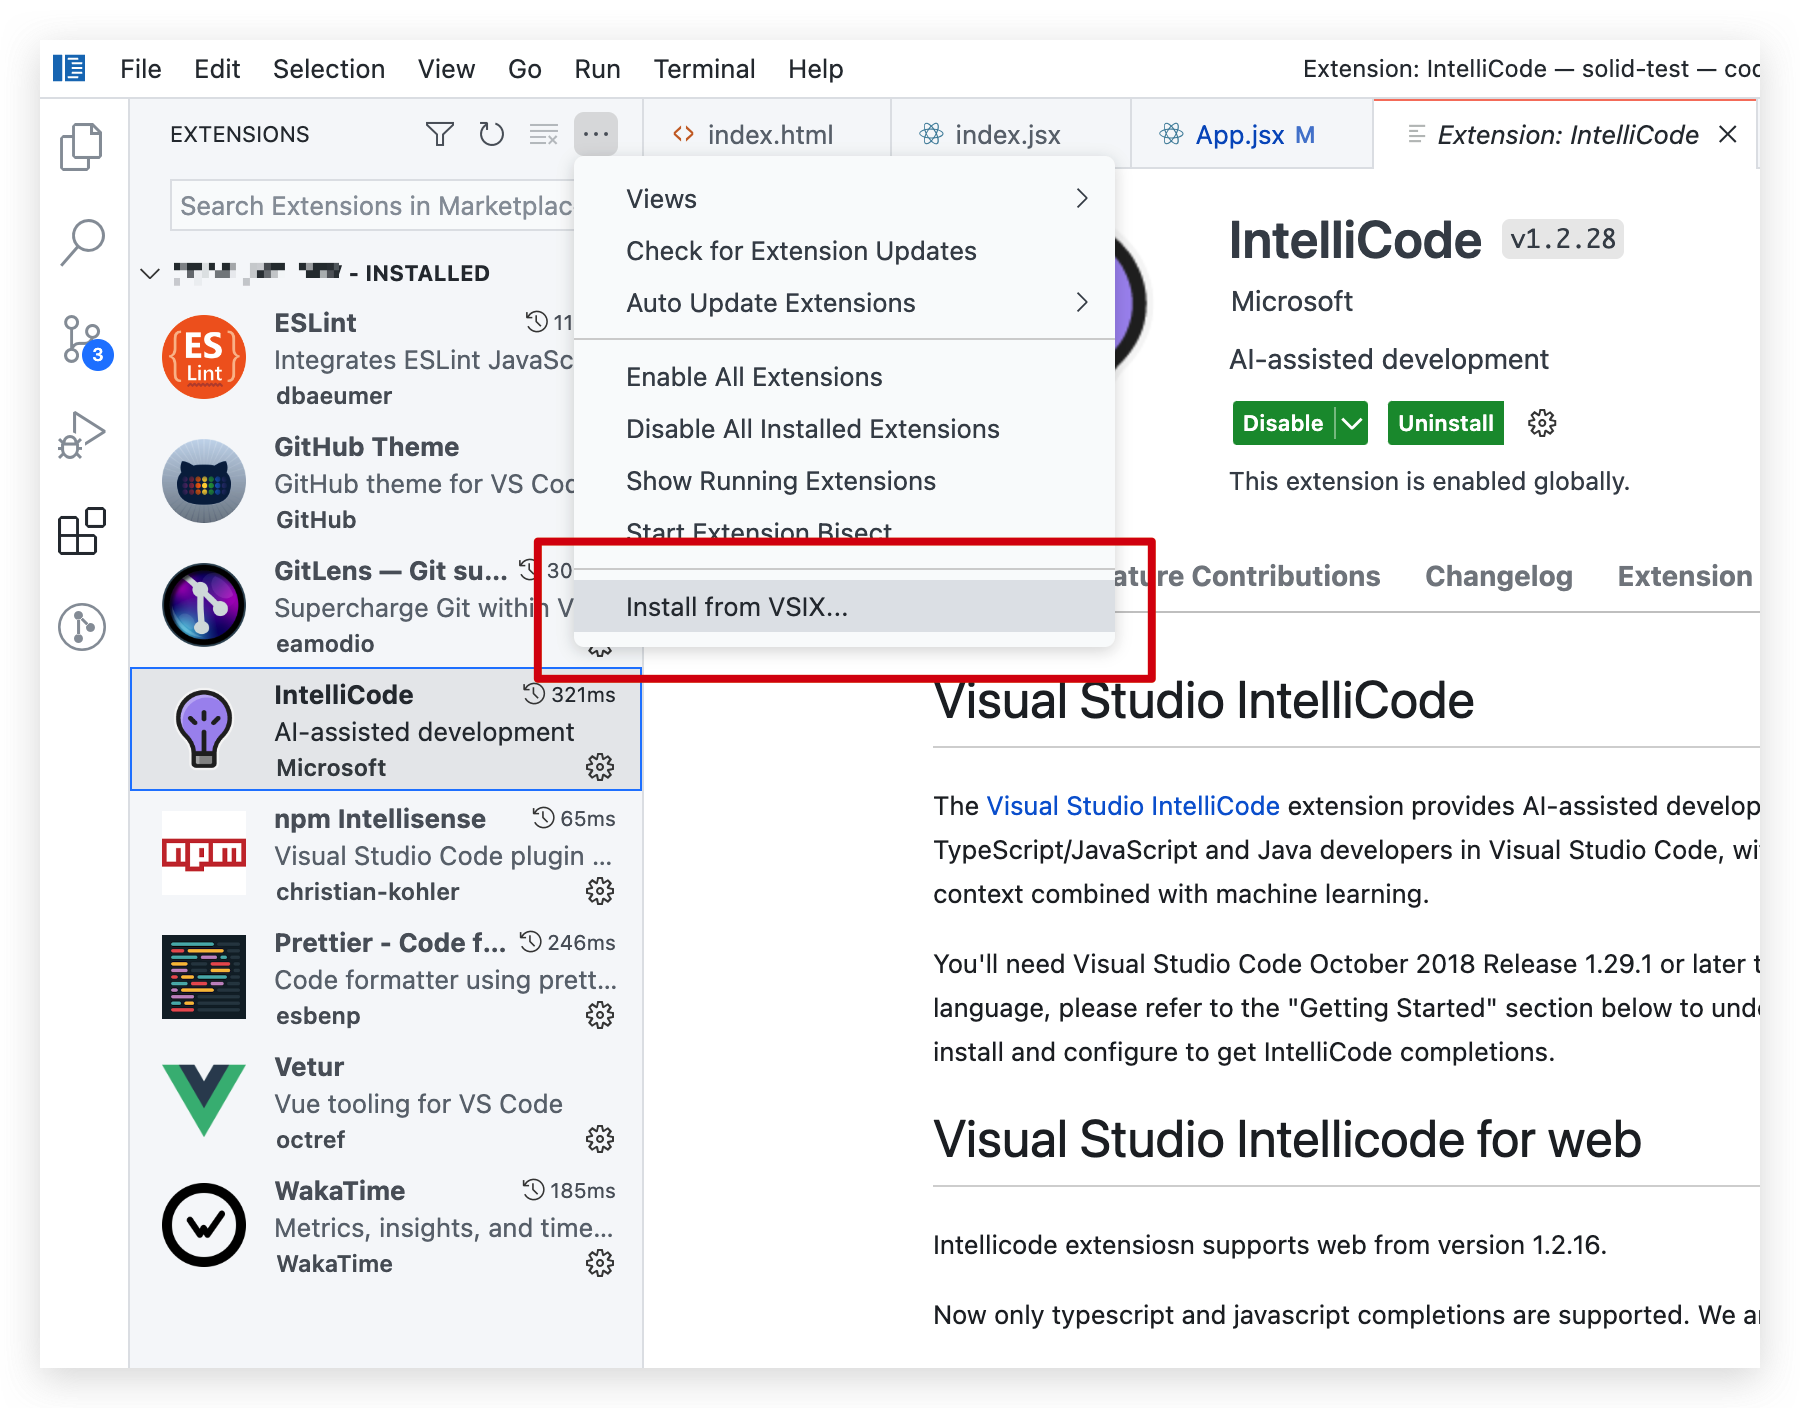 File Edit Selection View Go Run Terminal Help
Extension: IntelliCode — solid-test —
EXTENSIONS
index.html
index.jsx
App.jsx M
Extension: IntelliCode
Search Extensions in Marketplac
- INSTALLED
ESLint 11
Integrates ESLint JavaSc
dbaeumer
GitHub Theme
GitHub theme for VS Cod
GitHub
GitLens — Git su... 30
Supercharge Git within V
eamodio
IntelliCode 321ms
AI-assisted development
Microsoft
npm Intellisense 65ms
Visual Studio Code plugin ...
christian-kohler
Prettier - Code f... 246ms
Code formatter using prett...
esbenp
Vetur
Vue tooling for VS Code
octref
WakaTime 185ms
Metrics, insights, and time...
WakaTime
3
ES
Lint
npm
Views
Check for Extension Updates
Auto Update Extensions
Enable All Extensions
Disable All Installed Extensions
Show Running Extensions
Start Extension Bisect
Install from VSIX...
IntelliCode v1.2.28
Microsoft
AI-assisted development
Disable Uninstall
This extension is enabled globally.
ature Contributions Changelog Extension
Visual Studio IntelliCode
The Visual Studio IntelliCode extension provides AI-assisted develop
TypeScript/JavaScript and Java developers in Visual Studio Code, wi
context combined with machine learning.
You'll need Visual Studio Code October 2018 Release 1.29.1 or later t
language, please refer to the "Getting Started" section below to und
install and configure to get IntelliCode completions.
Visual Studio Intellicode for web
Intellicode extensiosn supports web from version 1.2.16.
Now only typescript and javascript completions are supported. We a